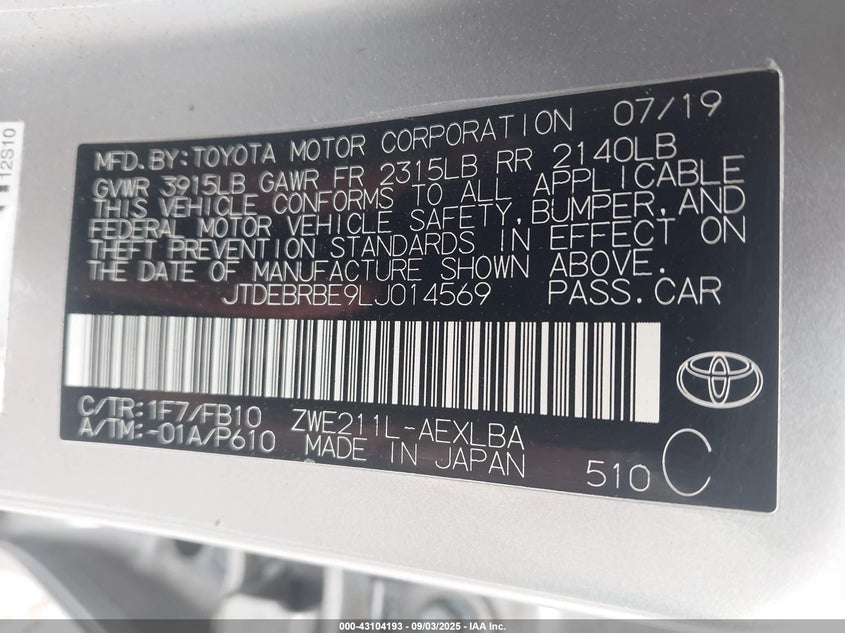 12S10
07/19
MFD.BY:TOYOTA MOTOR CORPORATION
GVWR 3915LB GAWR FR 2315LB RR 2140LB
THIS VEHICLE CONFORMS TO ALL APPLICABLE
FEDERAL MOTOR VEHICLE SAFETY,BUMPER,AND
THEFT PREVENTION STANDARDS IN EFFECT ON
THE DATE OF MANUFACTURE SHOWN ABOVE.
JTDEBRBE9LJ014569 PASS.CAR
C/TR:1F7/FB10 ZWE211L-AEXLBA
A/TM:-01A/P610 MADE IN JAPAN
510 C
000-43104193 - 09/03/2025 - © IAA, Inc.